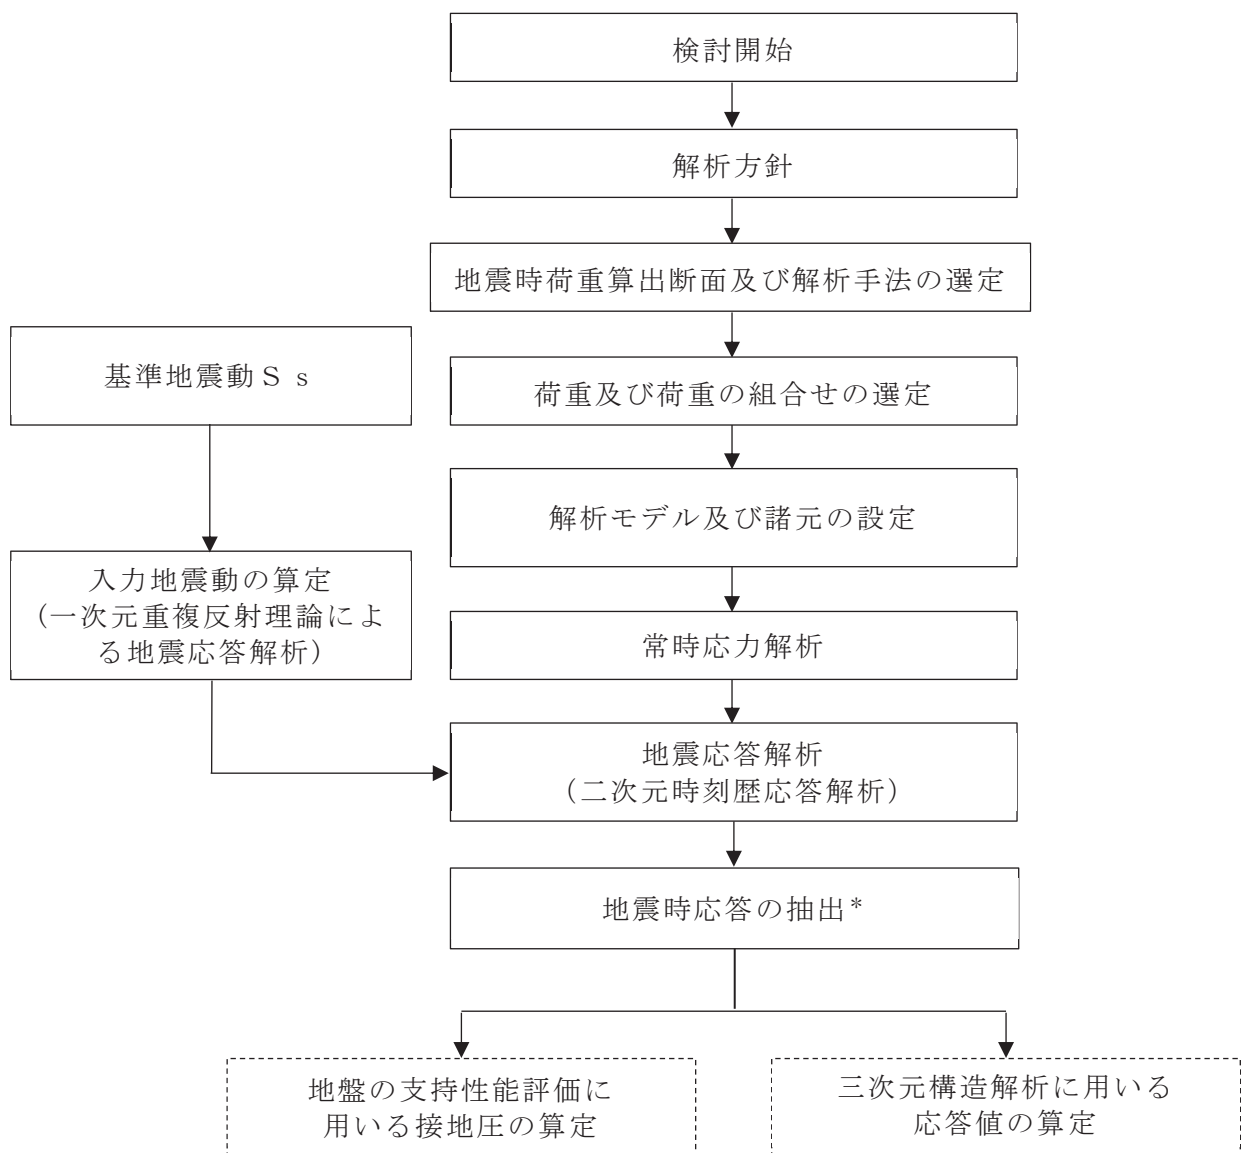 検討開始
解析方針
地震時荷重算出断面及び解析手法の選定
基準地震動Ｓｓ
荷重及び荷重の組合せの選定
解析モデル及び諸元の設定
入力地震動の算定
(一次元重複反射理論によ
る地震応答解析)
常時応力解析
地震応答解析
(二次元時刻歴応答解析)
地震時応答の抽出*
地盤の支持性能評価に
用いる接地圧の算定
三次元構造解析に用いる
応答値の算定